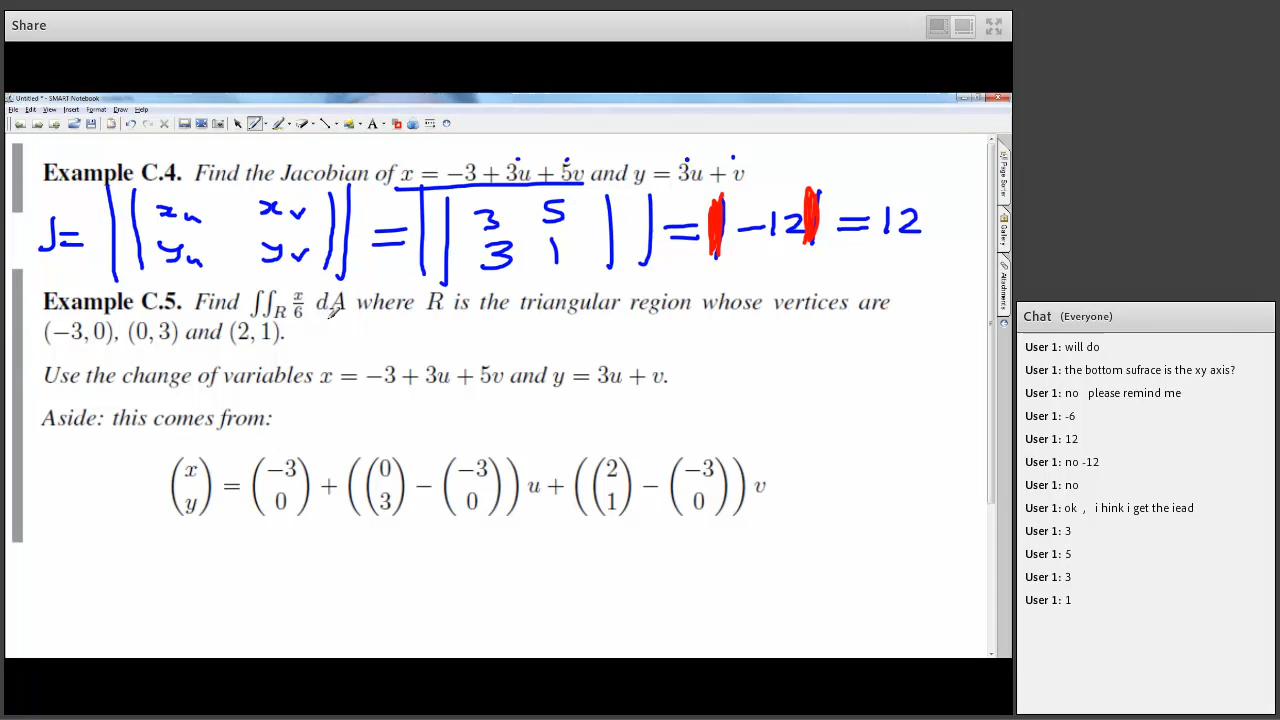 Share
Untitled * - SMART Notebook
File Edit View Insert Format Draw Help
Example C.4. Find the Jacobian of x = −3 + 3u + 5v and y = 3u + v
J = || x_u x_v || = || 3 5 || = | −12 | = 12
y_u y_v 3 1
Example C.5. Find ∬_R x/6 dA where R is the triangular region whose vertices are
(−3, 0), (0, 3) and (2, 1).
Use the change of variables x = −3 + 3u + 5v and y = 3u + v.
Aside: this comes from:
(x y) = (−3 0) + ((0 3) − (−3 0)) u + ((2 1) − (−3 0)) v
Page Sorter
Gallery
Attachments
Chat (Everyone)
User 1: will do
User 1: the bottom sufrace is the xy axis?
User 1: no please remind me
User 1: -6
User 1: 12
User 1: no -12
User 1: no
User 1: ok , i hink i get the iead
User 1: 3
User 1: 5
User 1: 3
User 1: 1